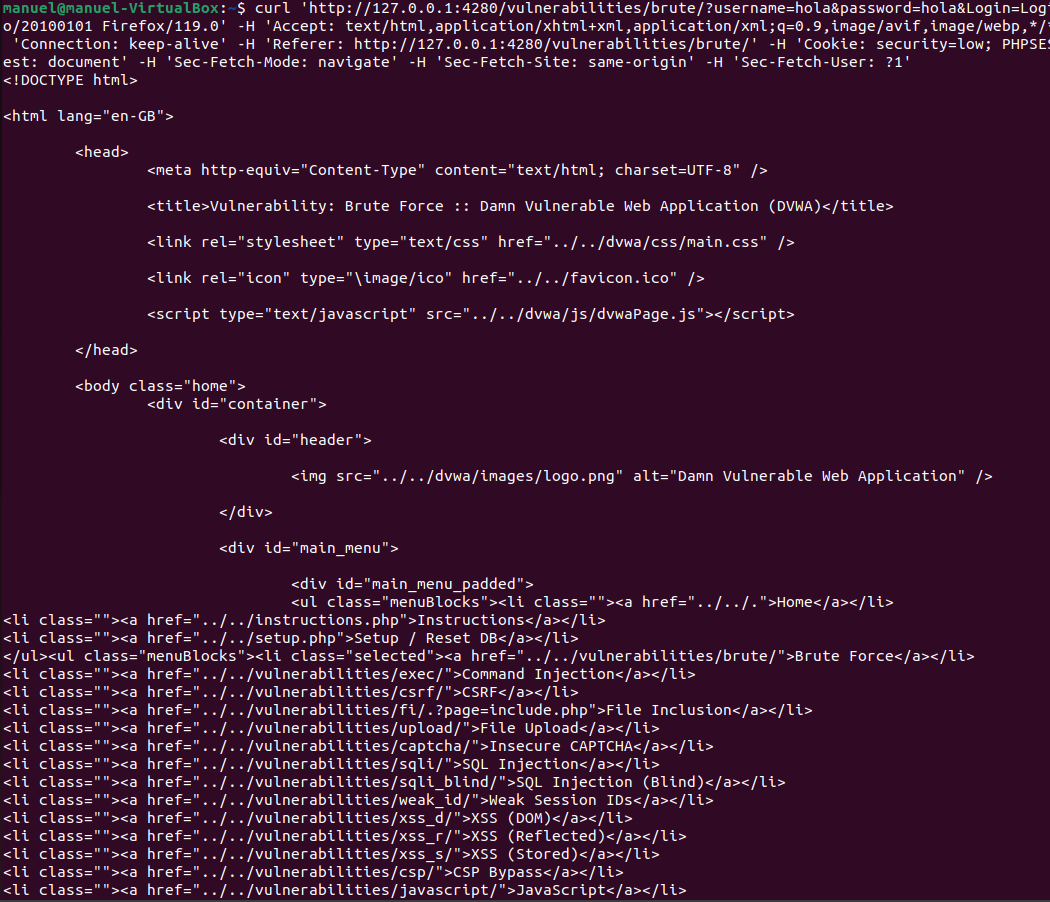 manuel@manuel-VirtualBox:~$ curl 'http://127.0.0.1:4280/vulnerabilities/brute/?username=hola&password=hola&Login=Log
o/20100101 Firefox/119.0' -H 'Accept: text/html,application/xhtml+xml,application/xml;q=0.9,image/avif,image/webp,*/
'Connection: keep-alive' -H 'Referer: http://127.0.0.1:4280/vulnerabilities/brute/' -H 'Cookie: security=low; PHPSES
est: document' -H 'Sec-Fetch-Mode: navigate' -H 'Sec-Fetch-Site: same-origin' -H 'Sec-Fetch-User: ?1'
<!DOCTYPE html>
<html lang="en-GB">
<head>
<meta http-equiv="Content-Type" content="text/html; charset=UTF-8" />
<title>Vulnerability: Brute Force :: Damn Vulnerable Web Application (DVWA)</title>
<link rel="stylesheet" type="text/css" href="../../dvwa/css/main.css" />
<link rel="icon" type="\image/ico" href="../../favicon.ico" />
<script type="text/javascript" src="../../dvwa/js/dvwaPage.js"></script>
</head>
<body class="home">
<div id="container">
<div id="header">
<img src="../../dvwa/images/logo.png" alt="Damn Vulnerable Web Application" />
</div>
<div id="main_menu">
<div id="main_menu_padded">
<ul class="menuBlocks"><li class=""><a href="../../.">Home</a></li>
<li class=""><a href="../../instructions.php">Instructions</a></li>
<li class=""><a href="../../setup.php">Setup / Reset DB</a></li>
</ul><ul class="menuBlocks"><li class="selected"><a href="../../vulnerabilities/brute/">Brute Force</a></li>
<li class=""><a href="../../vulnerabilities/exec/">Command Injection</a></li>
<li class=""><a href="../../vulnerabilities/csrf/">CSRF</a></li>
<li class=""><a href="../../vulnerabilities/fi/.?page=include.php">File Inclusion</a></li>
<li class=""><a href="../../vulnerabilities/upload/">File Upload</a></li>
<li class=""><a href="../../vulnerabilities/captcha/">Insecure CAPTCHA</a></li>
<li class=""><a href="../../vulnerabilities/sqli/">SQL Injection</a></li>
<li class=""><a href="../../vulnerabilities/sqli_blind/">SQL Injection (Blind)</a></li>
<li class=""><a href="../../vulnerabilities/weak_id/">Weak Session IDs</a></li>
<li class=""><a href="../../vulnerabilities/xss_d/">XSS (DOM)</a></li>
<li class=""><a href="../../vulnerabilities/xss_r/">XSS (Reflected)</a></li>
<li class=""><a href="../../vulnerabilities/xss_s/">XSS (Stored)</a></li>
<li class=""><a href="../../vulnerabilities/csp/">CSP Bypass</a></li>
<li class=""><a href="../../vulnerabilities/javascript/">JavaScript</a></li>